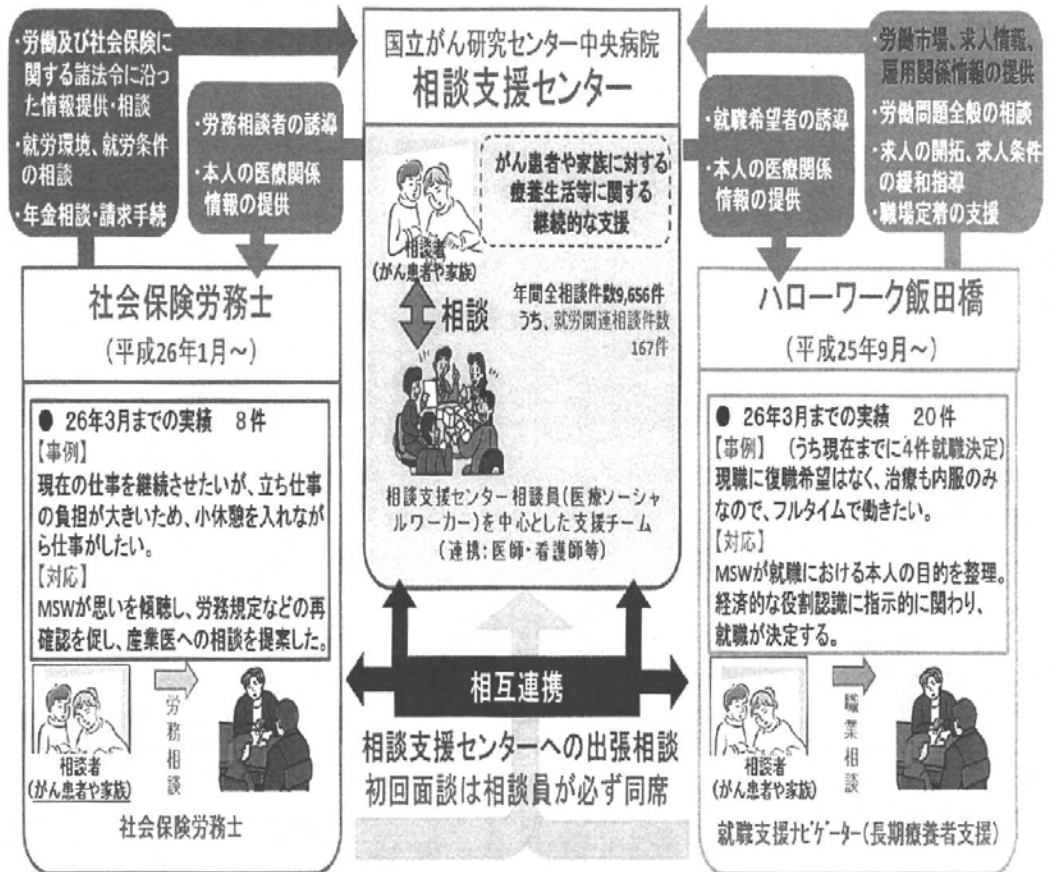 ・労働及び社会保険に
関する諸法令に沿っ
た情報提供・相談
・就労環境、就労条件
の相談
・年金相談・請求手続
・労務相談者の誘導
・本人の医療関係
情報の提供
国立がん研究センター中央病院
相談支援センター
がん患者や家族に対する
療養生活等に関する
継続的な支援
相談者
(がん患者や家族)
相談
年間全相談件数9,656件
うち、就労関連相談件数
167件
相談支援センター相談員(医療ソーシャ
ルワーカー)を中心とした支援チーム
(連携:医師・看護師等)
・就職希望者の誘導
・本人の医療関係
情報の提供
・労働市場、求人情報、
雇用関係情報の提供
・労働問題全般の相談
・求人の開拓、求人条件
の緩和指導
・職場定着の支援
社会保険労務士
(平成26年1月~)
● 26年3月までの実績 8件
【事例】
現在の仕事を継続させたいが、立ち仕事
の負担が大きいため、小休憩を入れなが
ら仕事がしたい。
【対応】
MSWが思いを傾聴し、労務規定などの再
確認を促し、産業医への相談を提案した。
相談者
(がん患者や家族)
労務相談
社会保険労務士
ハローワーク飯田橋
(平成25年9月~)
● 26年3月までの実績 20件
【事例】 (うち現在までに4件就職決定)
現職に復職希望はなく、治療も内服のみ
なので、フルタイムで働きたい。
【対応】
MSWが就職における本人の目的を整理。
経済的な役割認識に指示的に関わり、
就職が決定する。
相談者
(がん患者や家族)
職業相談
就職支援ナビゲーター(長期療養者支援)
相互連携
相談支援センターへの出張相談
初回面談は相談員が必ず同席